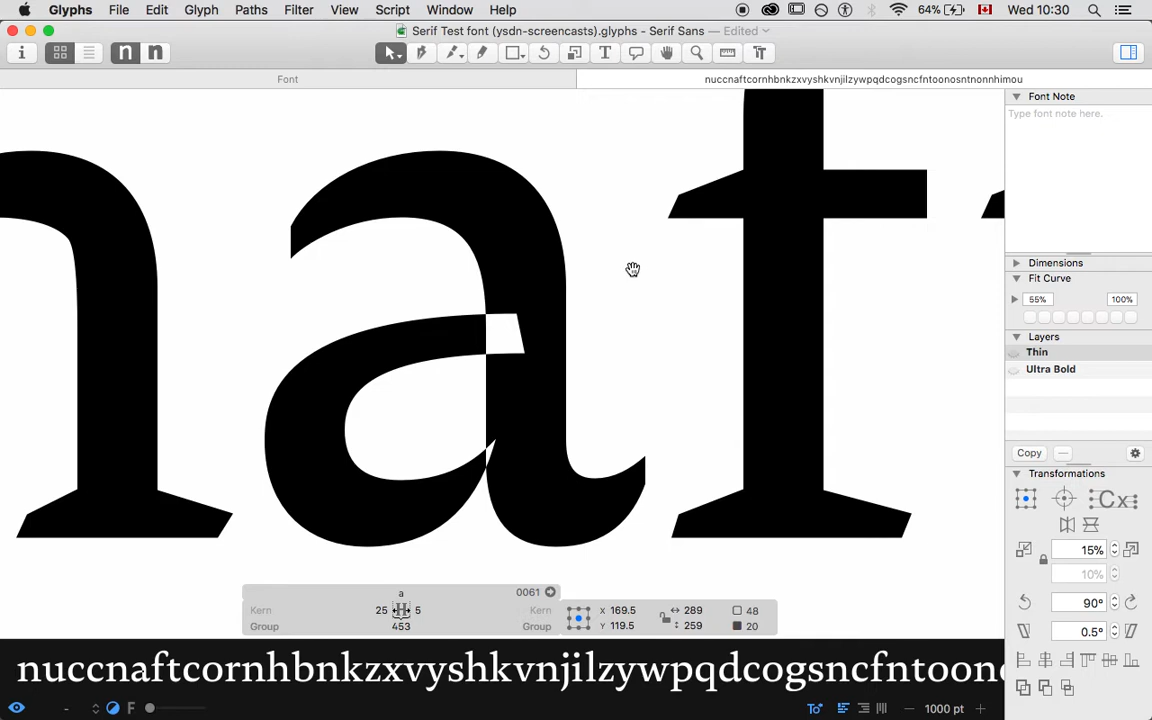 Glyphs File Edit Glyph Paths Filter View Script Window Help 64% Wed 10:30
Serif Test font (ysdn-screencasts).glyphs - Serif Sans — Edited
n n T
Font nuccnaftcornhbnkzxvyshkvnjilzywpqdcogsncfntoonosntnonnhimou
Font Note
Type font note here.
n a t
Dimensions
Fit Curve
55% 100%
Layers
Thin
Ultra Bold
Copy
Transformations
15%
10%
90°
0.5°
a 0061
Kern 25 H 5 Kern
Group 453 Group
X 169.5 289 48
Y 119.5 259 20
nuccnaftcornhbnkzxvyshkvnjilzywpqdcogsncfntoono
- F 1000 pt